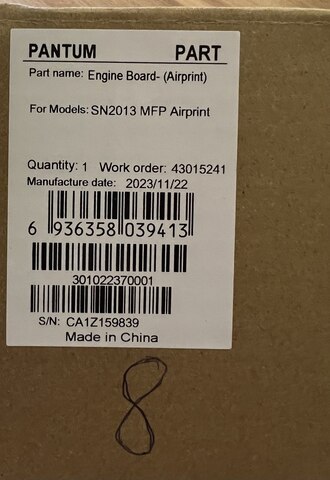 PANTUM PART
Part name: Engine Board- (Airprint)
For Models: SN2013 MFP Airprint
Quantity: 1 Work order: 43015241
Manufacture date: 2023/11/22
6 936358 039413
301022370001
S/N: CA1Z159839
Made in China
8